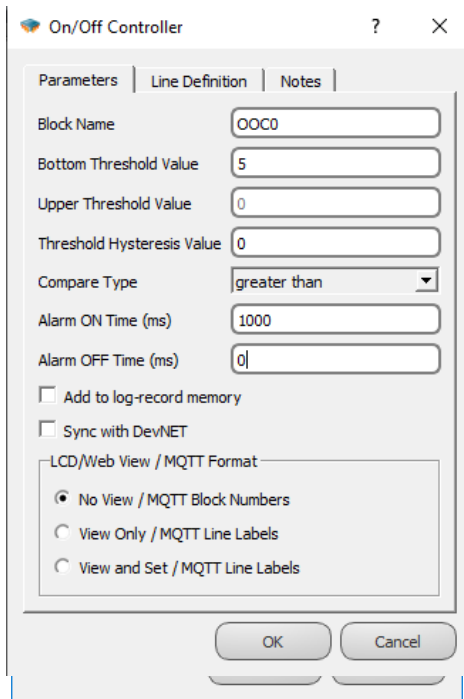 On/Off Controller ?
Parameters Line Definition Notes
Block Name OOC0
Bottom Threshold Value 5
Upper Threshold Value 0
Threshold Hysteresis Value 0
Compare Type greater than
Alarm ON Time (ms) 1000
Alarm OFF Time (ms) 0
Add to log-record memory
Sync with DevNET
LCD/Web View / MQTT Format
No View / MQTT Block Numbers
View Only / MQTT Line Labels
View and Set / MQTT Line Labels
OK Cancel